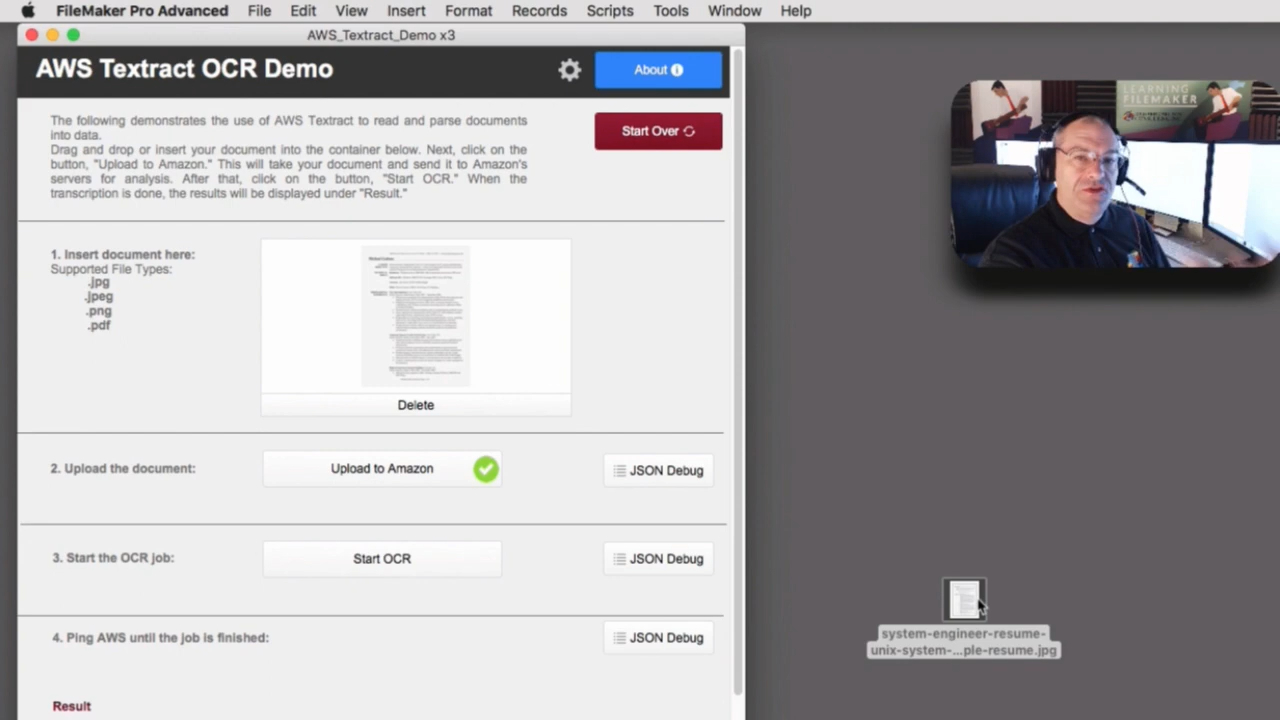 FileMaker Pro Advanced File Edit View Insert Format Records Scripts Tools Window Help
AWS_Textract_Demo x3
AWS Textract OCR Demo
About
The following demonstrates the use of AWS Textract to read and parse documents
into data.
Drag and drop or insert your document into the container below. Next, click on the
button, "Upload to Amazon." This will take your document and send it to Amazon's
servers for analysis. After that, click on the button, "Start OCR." When the
transcription is done, the results will be displayed under "Result."
Start Over
LEARNING
FILEMAKER
1. Insert document here:
Supported File Types:
.jpg
.jpeg
.png
.pdf
Delete
2. Upload the document:
Upload to Amazon
JSON Debug
3. Start the OCR job:
Start OCR
JSON Debug
4. Ping AWS until the job is finished:
JSON Debug
system-engineer-resume-
unix-system-...ple-resume.jpg
Result